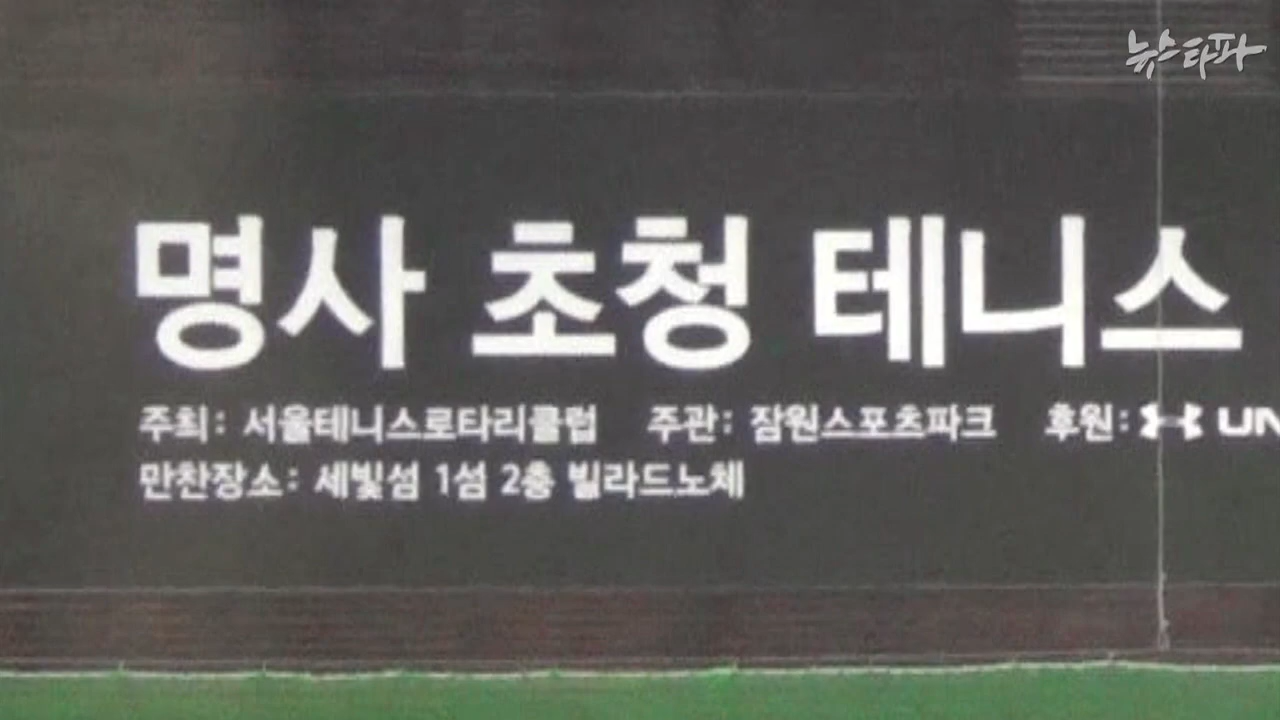 뉴스타파
명사 초청 테니스
주최: 서울테니스로타리클럽 주관: 잠원스포츠파크 후원: UN
만찬장소: 세빛섬 1섬 2층 빌라드노체